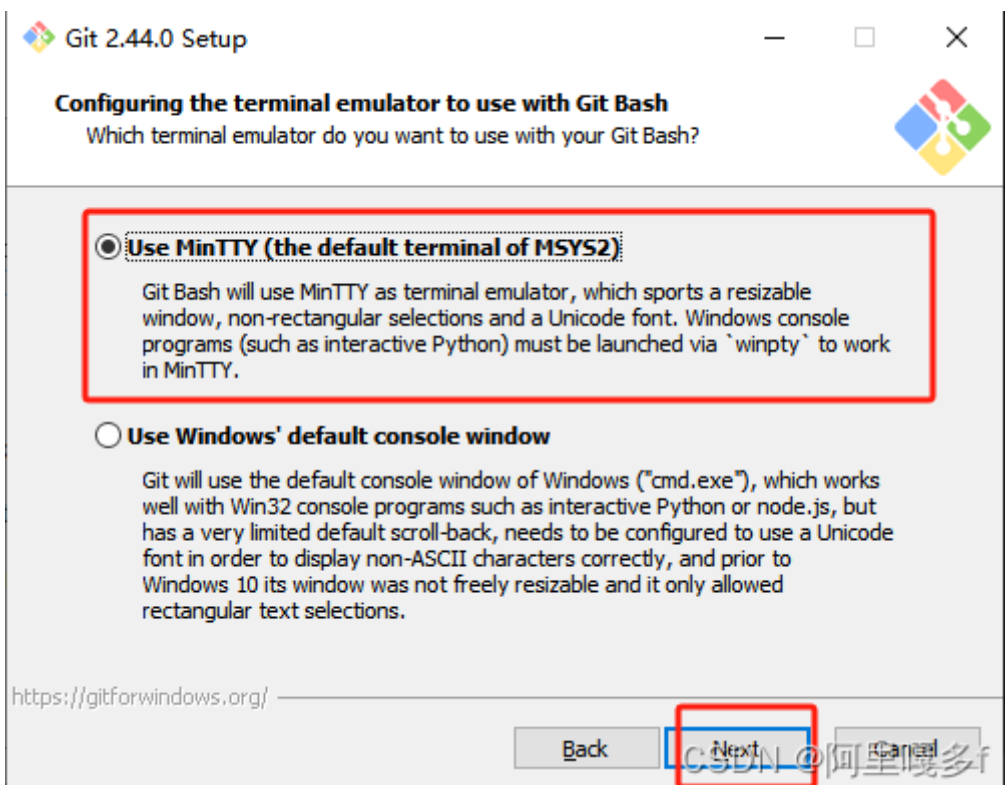 Git 2.44.0 Setup
Configuring the terminal emulator to use with Git Bash
Which terminal emulator do you want to use with your Git Bash?
Use MinTTY (the default terminal of MSYS2)
Git Bash will use MinTTY as terminal emulator, which sports a resizable
window, non-rectangular selections and a Unicode font. Windows console
programs (such as interactive Python) must be launched via `winpty` to work
in MinTTY.
Use Windows' default console window
Git will use the default console window of Windows ("cmd.exe"), which works
well with Win32 console programs such as interactive Python or node.js, but
has a very limited default scroll-back, needs to be configured to use a Unicode
font in order to display non-ASCII characters correctly, and prior to
Windows 10 its window was not freely resizable and it only allowed
rectangular text selections.
https://gitforwindows.org/
Back Next Cancel
CSDN @阿里嘎多f